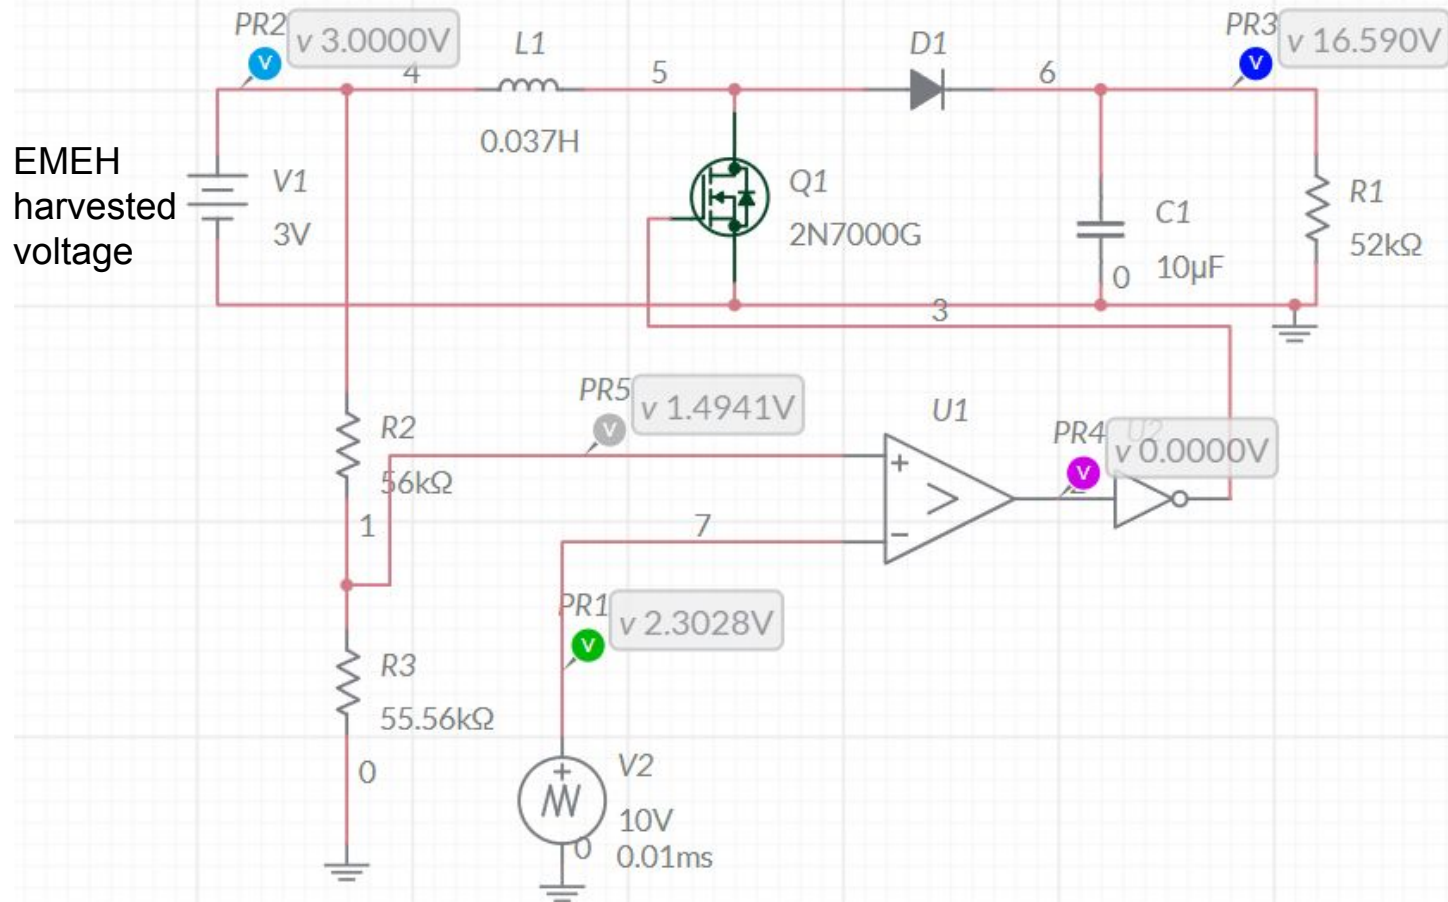 PR2
v 3.0000V
4
L1
0.037H
5
D1
6
PR3
v 16.590V
EMEH
harvested
voltage
V1
3V
Q1
2N7000G
C1
10µF
0
R1
52kΩ
3
R2
56kΩ
1
PR5
v 1.4941V
U1
+
>
−
PR4
U2
v 0.0000V
7
PR1
v 2.3028V
R3
55.56kΩ
0
V2
+
10V
0.01ms
0